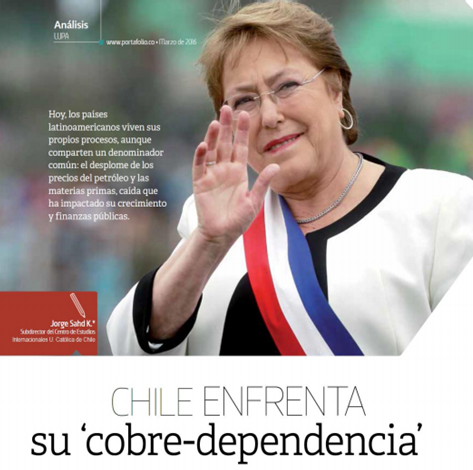 Análisis
LUPA
www.portafolio.co • Marzo de 2016
Hoy, los países
latinoamericanos viven sus
propios procesos, aunque
comparten un denominador
común: el desplome de los
precios del petróleo y las
materias primas, caída que
ha impactado su crecimiento
y finanzas públicas.
Jorge Sahd K.*
Subdirector del Centro de Estudios
Internacionales U. Católica de Chile
CHILE ENFRENTA
su ‘cobre-dependencia’